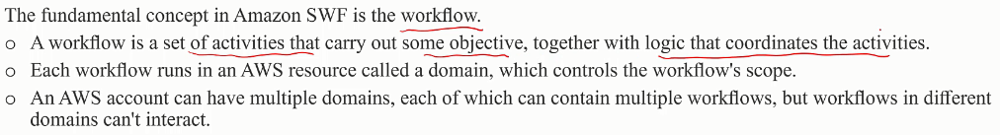 The fundamental concept in Amazon SWF is the workflow.
o A workflow is a set of activities that carry out some objective, together with logic that coordinates the activities.
o Each workflow runs in an AWS resource called a domain, which controls the workflow's scope.
o An AWS account can have multiple domains, each of which can contain multiple workflows, but workflows in different
domains can't interact.